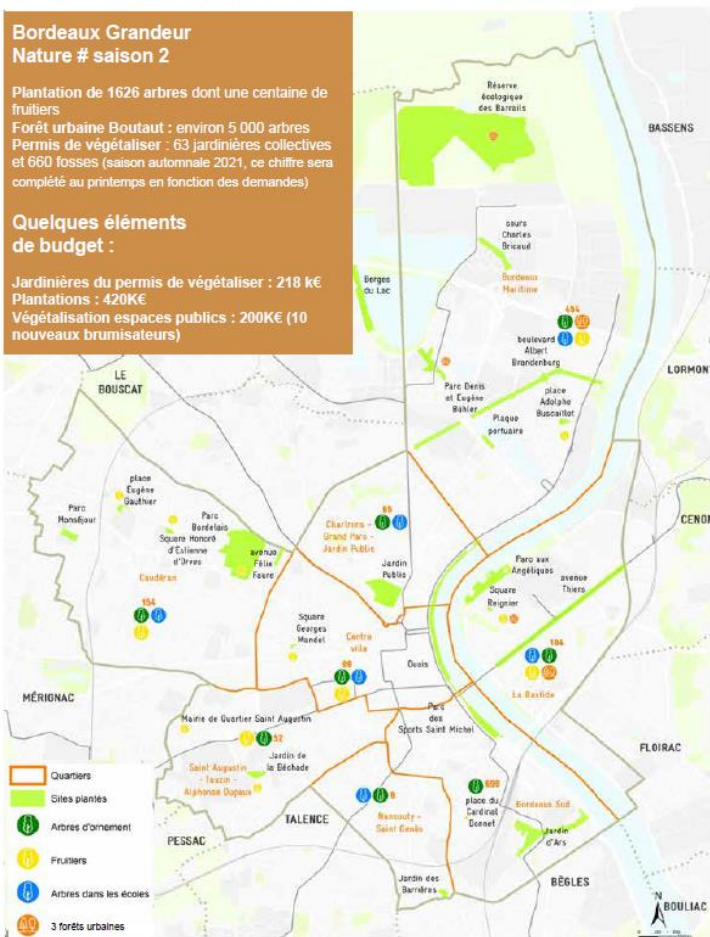 Bordeaux Grandeur
Nature # saison 2
Plantation de 1626 arbres dont une centaine de
fruitiers
Forêt urbaine Boutaut : environ 5 000 arbres
Permis de végétaliser : 63 jardinières collectives
et 660 fosses (saison automnale 2021, ce chiffre sera
complété au printemps en fonction des demandes)
Quelques éléments
de budget :
Jardinières du permis de végétaliser : 218 k€
Plantations : 420K€
Végétalisation espaces publics : 200K€ (10
nouveaux brumisateurs)
Réserve
écologique
des Barrails
BASSENS
cours
Charles
Bricaud
Bordeaux
Maritime
Berges
du Lac
boulevard
Albert
Brandenburg
LORMONT
LE
BOUSCAT
Parc Denis
et Eugène
Bühler
place
Adolphe
Buscaillet
Plaque
portuaire
place
Eugène
Gauthier
Parc
Monséjour
Parc
Bordelais
Square Honoré
d'Estienne
d'Orves
avenue
Félix
Faure
Caudéran
154
Chartrons -
Grand Parc -
Jardin Public
Jardin
Public
CENON
Parc aux
Angéliques
avenue
Thiers
Square
Reignier
Square
Georges
Mandel
Centre
ville
Quais
La Bastide
MÉRIGNAC
Mairie de Quartier Saint Augustin
52
Parc
des
Sports Saint Michel
Saint Augustin
- Tauzin -
Alphonse Dupeux
Jardin de
la Béchade
FLOIRAC
TALENCE
Nansouty -
Saint Genès
place du
Cardinal
Donnet
Bordeaux Sud
Jardin
d'Ars
PESSAC
Jardin des
Barrières
BÈGLES
BOULIAC
N
Quartiers
Sites plantés
Arbres d'ornement
Fruitiers
Arbres dans les écoles
3 forêts urbaines